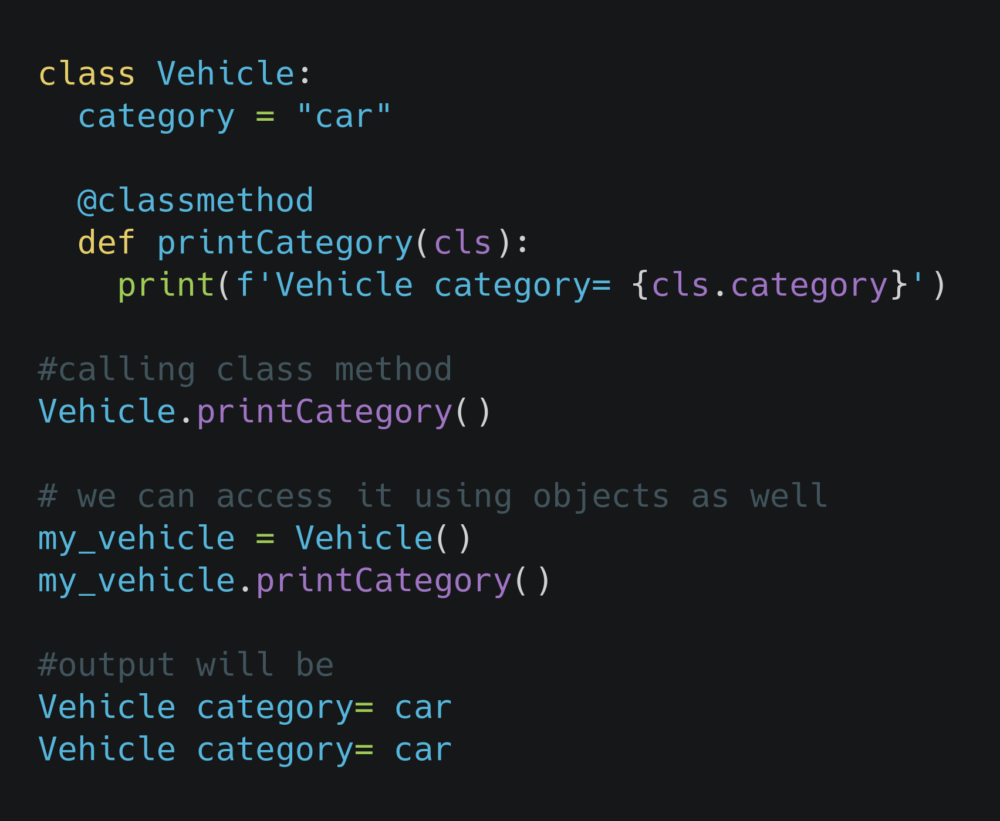 class Vehicle:
  category = "car"

  @classmethod
  def printCategory(cls):
    print(f'Vehicle category= {cls.category}')

#calling class method
Vehicle.printCategory()

# we can access it using objects as well
my_vehicle = Vehicle()
my_vehicle.printCategory()

#output will be
Vehicle category= car
Vehicle category= car